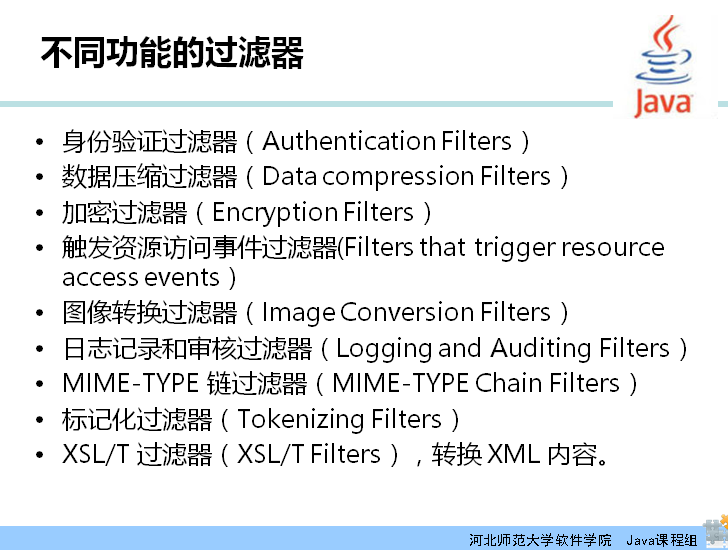 不同功能的过滤器
Java
• 身份验证过滤器（Authentication Filters）
• 数据压缩过滤器（Data compression Filters）
• 加密过滤器（Encryption Filters）
• 触发资源访问事件过滤器(Filters that trigger resource
access events）
• 图像转换过滤器（Image Conversion Filters）
• 日志记录和审核过滤器（Logging and Auditing Filters）
• MIME-TYPE 链过滤器（MIME-TYPE Chain Filters）
• 标记化过滤器（Tokenizing Filters）
• XSL/T 过滤器（XSL/T Filters），转换 XML 内容。
河北师范大学软件学院 Java课程组